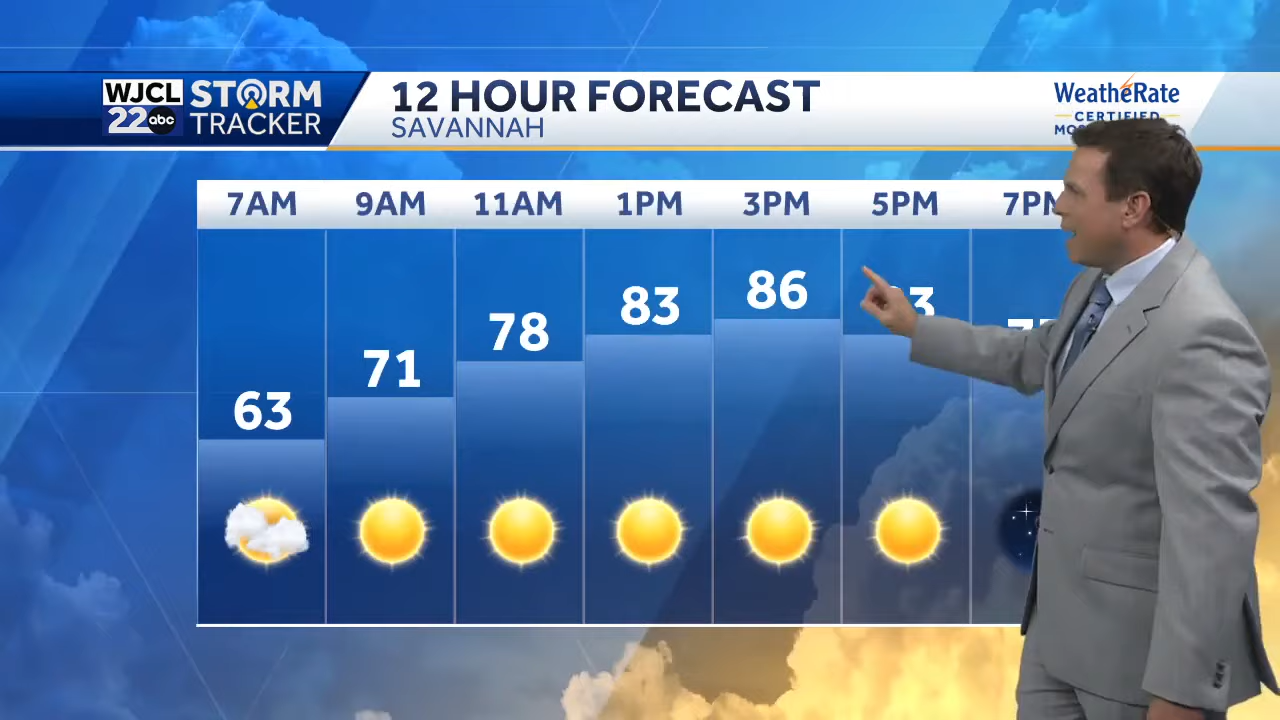 WJCL
22 abc
STORM
TRACKER
12 HOUR FORECAST
SAVANNAH
WeatheRate
CERTIFIED
7AM 9AM 11AM 1PM 3PM 5PM
63 71 78 83 86